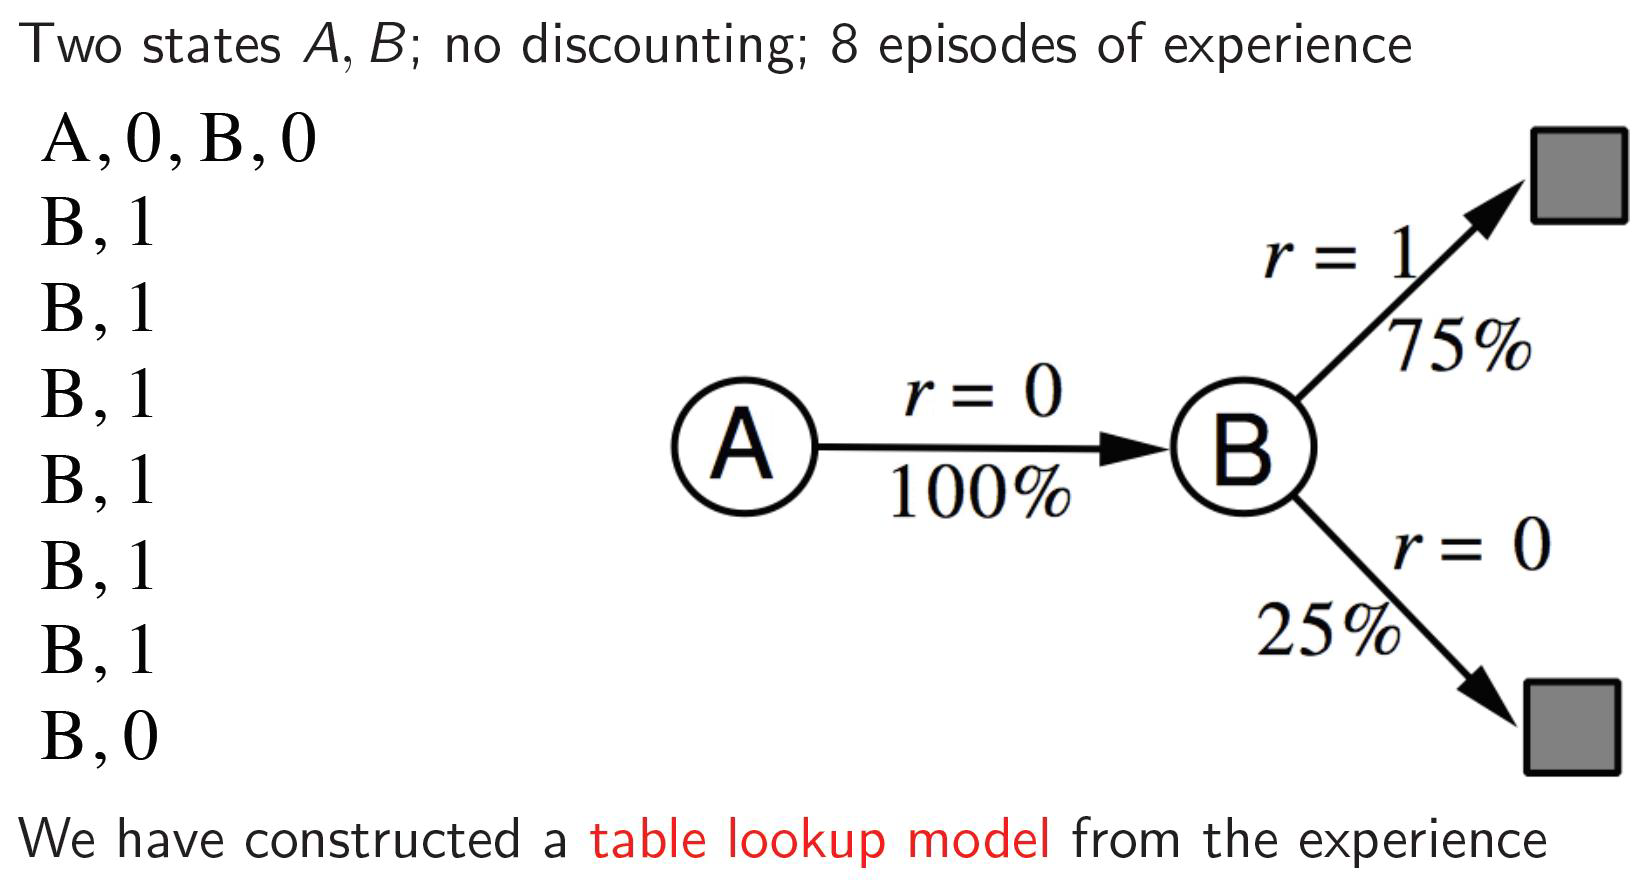 Two states A, B; no discounting; 8 episodes of experience
A, 0, B, 0
B, 1
B, 1
B, 1
B, 1
B, 1
B, 1
B, 0
r = 1
75%
r = 0
100%
A
B
r = 0
25%
We have constructed a table lookup model from the experience